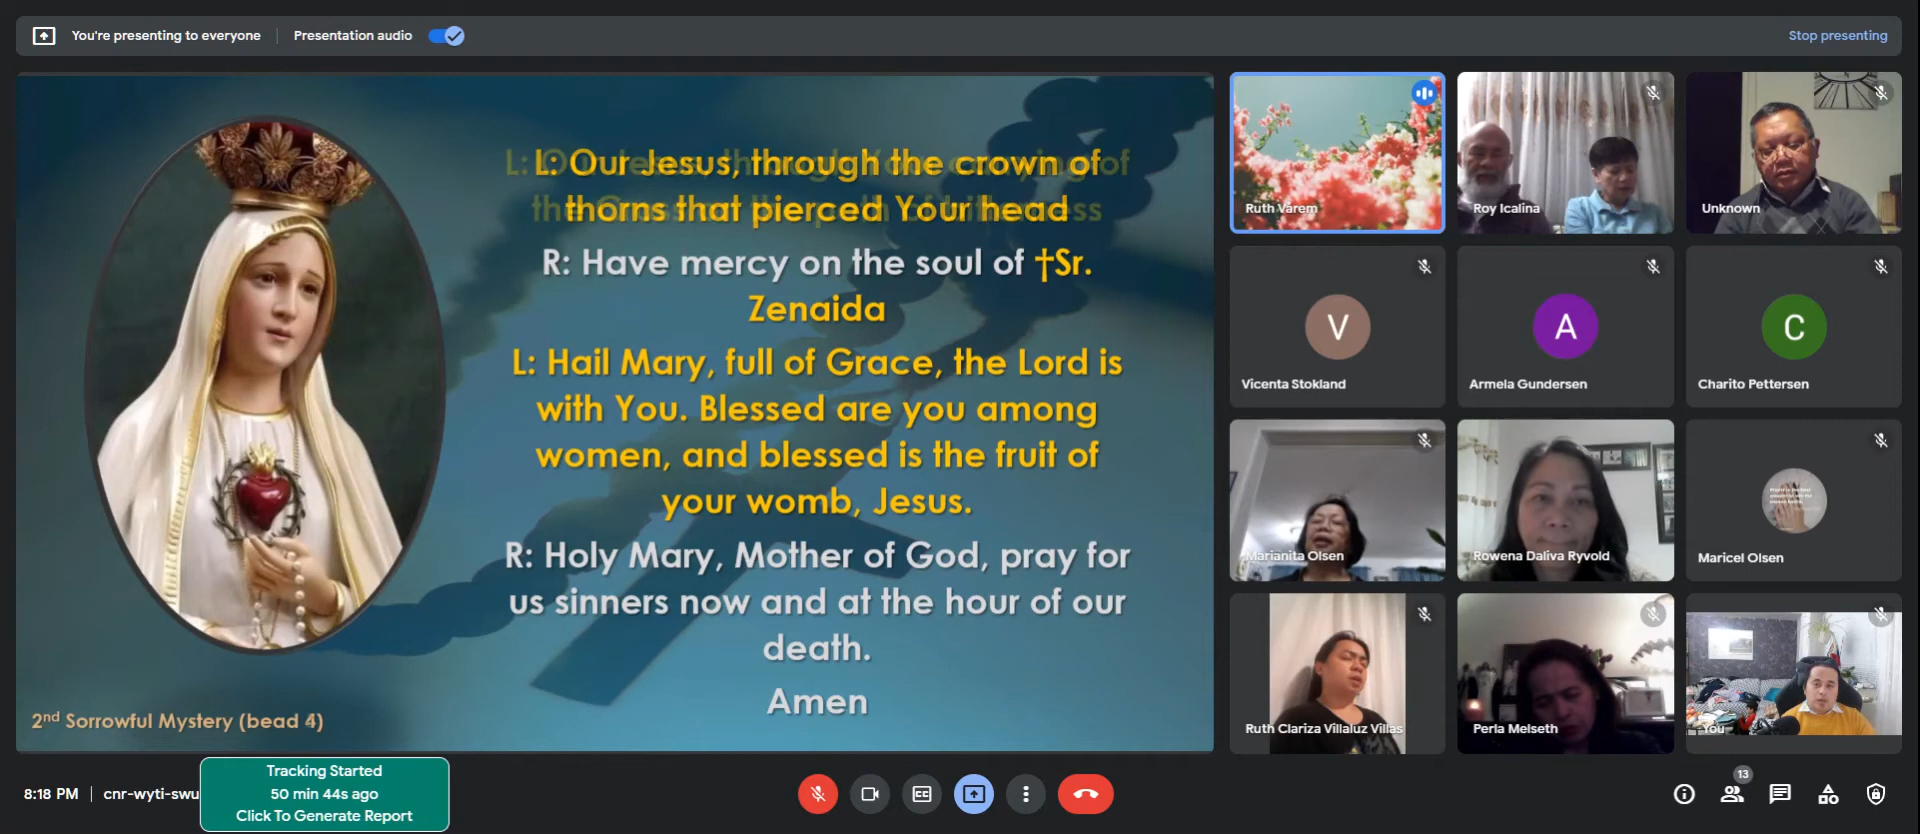 You're presenting to everyone
Presentation audio
Stop presenting
L: Our Jesus, through the crown of
thorns that pierced Your head
R: Have mercy on the soul of †Sr.
Zenaida
L: Hail Mary, full of Grace, the Lord is
with You. Blessed are you among
women, and blessed is the fruit of
your womb, Jesus.
R: Holy Mary, Mother of God, pray for
us sinners now and at the hour of our
death.
Amen
2nd Sorrowful Mystery (bead 4)
Ruth Varem
Roy Icalina
Unknown
V
Vicenta Stokland
A
Armela Gundersen
C
Charito Pettersen
Marianita Olsen
Rowena Daliva Ryvold
Maricel Olsen
Ruth Clariza Villaluz Villas
Perla Melseth
You
8:18 PM
cnr-wyti-swu
Tracking Started
50 min 44s ago
Click To Generate Report
CC
13